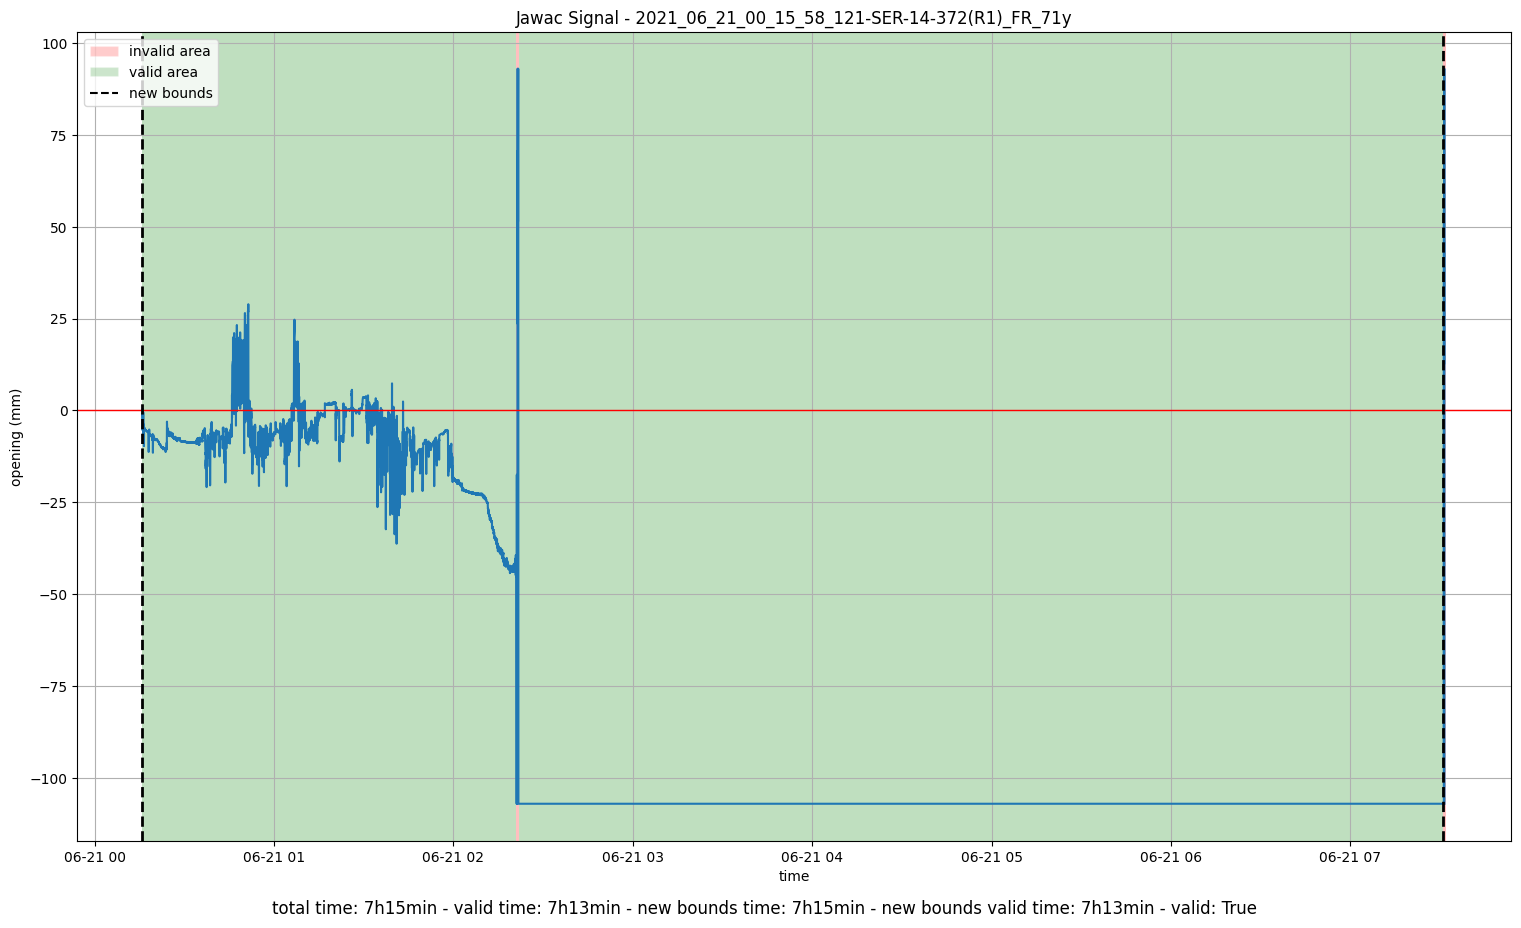 Jawac Signal - 2021_06_21_00_15_58_121-SER-14-372(R1)_FR_71y
invalid area
valid area
new bounds
100
75
50
25
0
−25
−50
−75
−100
opening (mm)
06-21 00 06-21 01 06-21 02 06-21 03 06-21 04 06-21 05 06-21 06 06-21 07
time
total time: 7h15min - valid time: 7h13min - new bounds time: 7h15min - new bounds valid time: 7h13min - valid: True